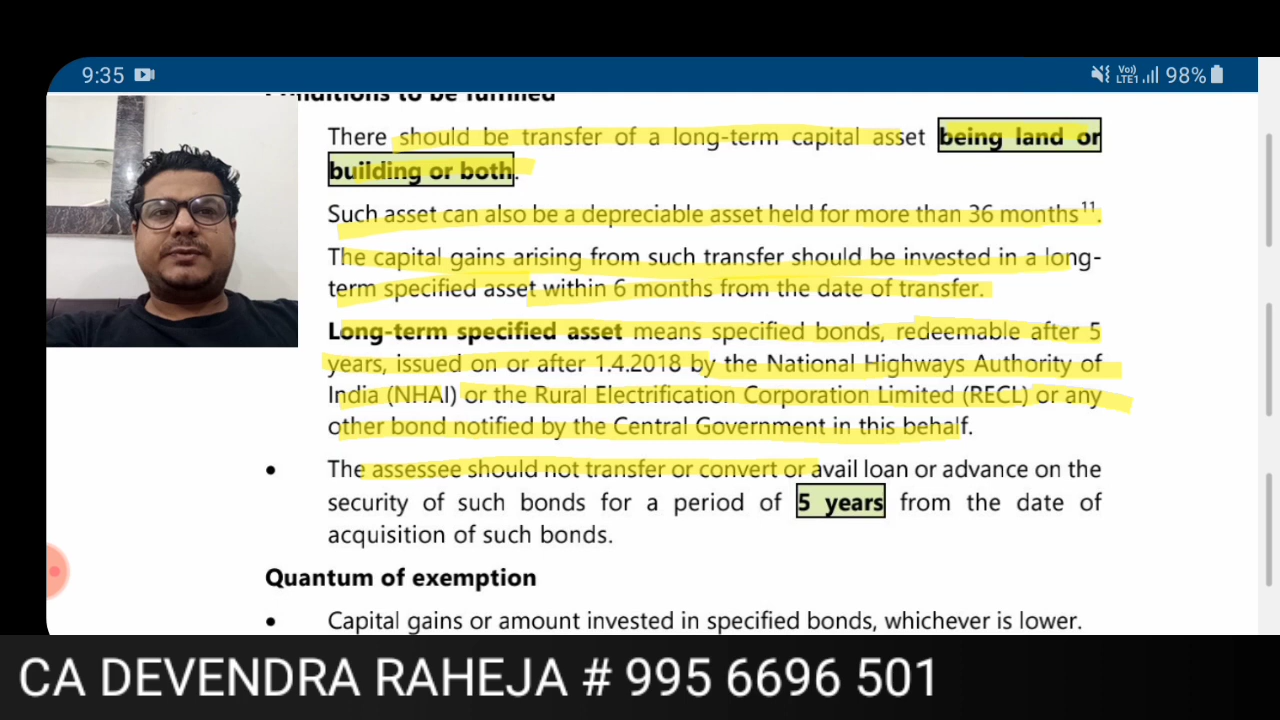 9:35 Vo) LTE1 98%
Conditions to be fulfilled
There should be transfer of a long-term capital asset being land or
building or both.
Such asset can also be a depreciable asset held for more than 36 months¹¹.
The capital gains arising from such transfer should be invested in a long-
term specified asset within 6 months from the date of transfer.
Long-term specified asset means specified bonds, redeemable after 5
years, issued on or after 1.4.2018 by the National Highways Authority of
India (NHAI) or the Rural Electrification Corporation Limited (RECL) or any
other bond notified by the Central Government in this behalf.
• The assessee should not transfer or convert or avail loan or advance on the
security of such bonds for a period of 5 years from the date of
acquisition of such bonds.
Quantum of exemption
• Capital gains or amount invested in specified bonds, whichever is lower.
CA DEVENDRA RAHEJA # 995 6696 501